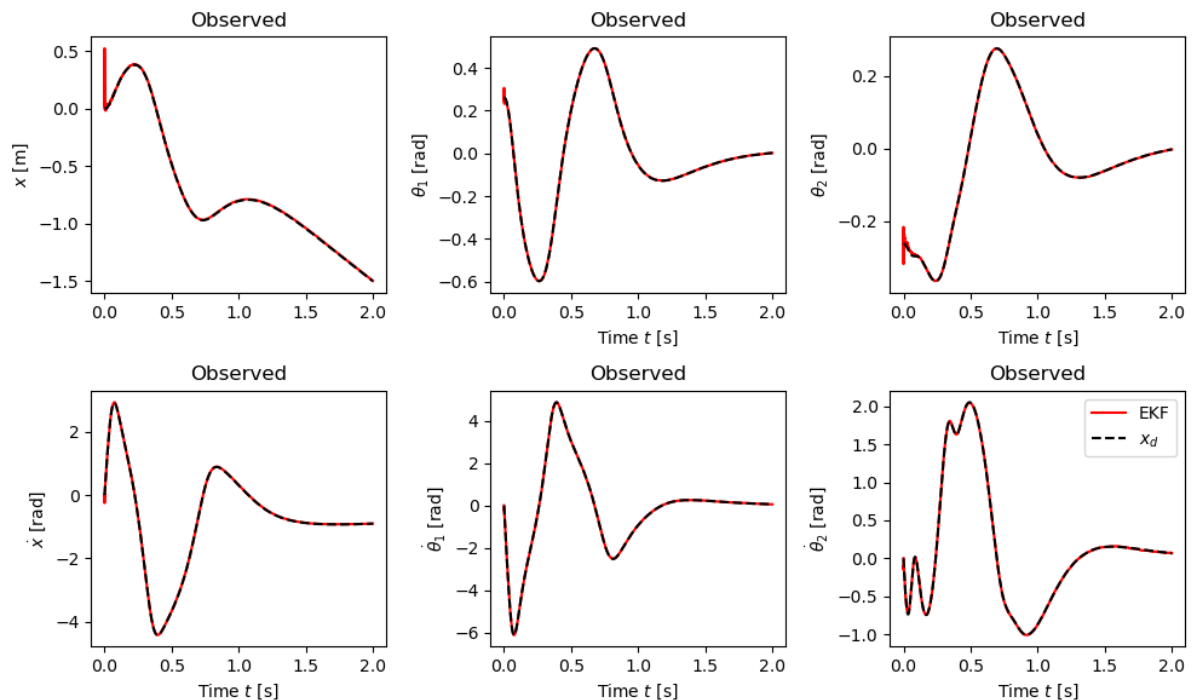 Observed
0.5
0.0
−0.5
−1.0
−1.5
x [m]
0.0 0.5 1.0 1.5 2.0
Observed
0.4
0.2
0.0
−0.2
−0.4
−0.6
θ1 [rad]
0.0 0.5 1.0 1.5 2.0
Time t [s]
Observed
0.2
0.0
−0.2
θ2 [rad]
0.0 0.5 1.0 1.5 2.0
Time t [s]
Observed
2
0
−2
−4
ẋ [rad]
0.0 0.5 1.0 1.5 2.0
Time t [s]
Observed
4
2
0
−2
−4
−6
θ̇1 [rad]
0.0 0.5 1.0 1.5 2.0
Time t [s]
Observed
2.0
1.5
1.0
0.5
0.0
−0.5
−1.0
θ̇2 [rad]
0.0 0.5 1.0 1.5 2.0
Time t [s]
EKF
xd